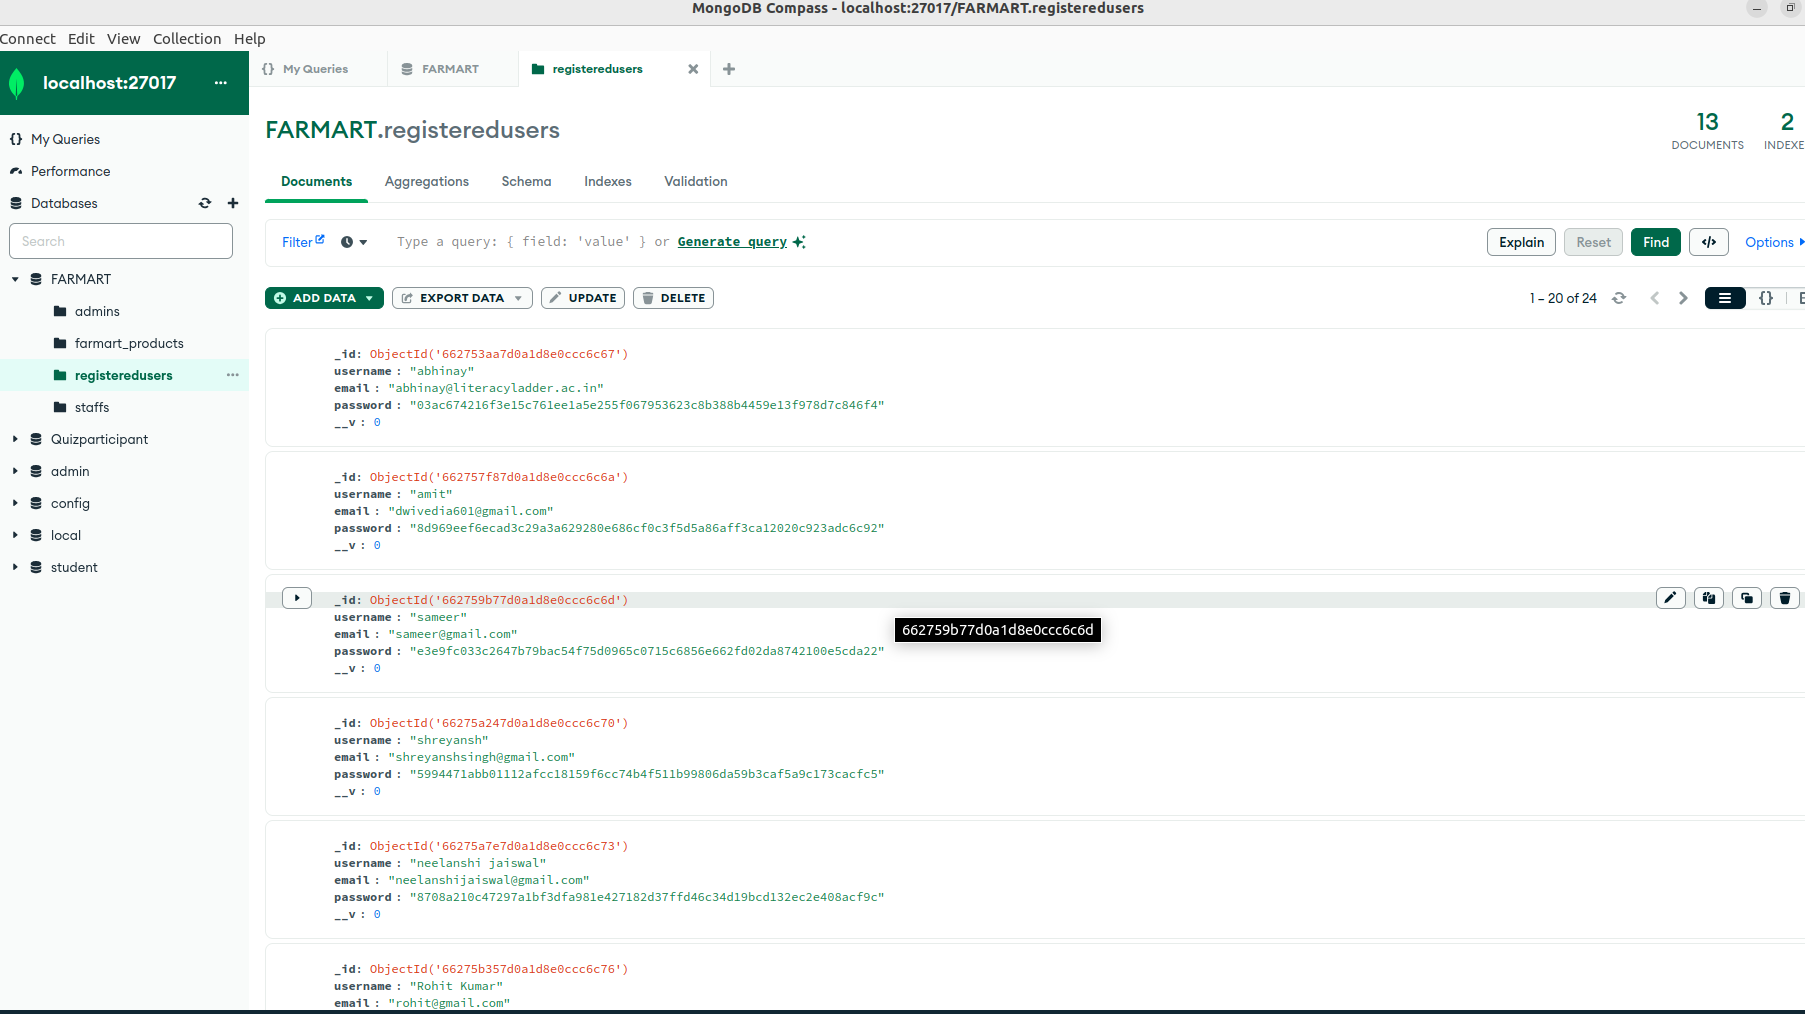 MongoDB Compass - localhost:27017/FARMART.registeredusers
Connect Edit View Collection Help
localhost:27017
My Queries
FARMART
registeredusers
My Queries
Performance
Databases
Search
FARMART
admins
farmart_products
registeredusers
staffs
Quizparticipant
admin
config
local
student
FARMART.registeredusers
13
DOCUMENTS
2
INDEXE
Documents Aggregations Schema Indexes Validation
Filter Type a query: { field: 'value' } or Generate query
Explain Reset Find </> Options
ADD DATA EXPORT DATA UPDATE DELETE
1 – 20 of 24
{}
_id: ObjectId('662753aa7d0a1d8e0ccc6c67')
username : "abhinay"
email : "abhinay@literacyladder.ac.in"
password : "03ac674216f3e15c761ee1a5e255f067953623c8b388b4459e13f978d7c846f4"
__v : 0
_id: ObjectId('662757f87d0a1d8e0ccc6c6a')
username : "amit"
email : "dwivedia601@gmail.com"
password : "8d969eef6ecad3c29a3a629280e686cf0c3f5d5a86aff3ca12020c923adc6c92"
__v : 0
_id: ObjectId('662759b77d0a1d8e0ccc6c6d')
username : "sameer"
email : "sameer@gmail.com"
662759b77d0a1d8e0ccc6c6d
password : "e3e9fc033c2647b79bac54f75d0965c0715c6856e662fd02da8742100e5cda22"
__v : 0
_id: ObjectId('66275a247d0a1d8e0ccc6c70')
username : "shreyansh"
email : "shreyanshsingh@gmail.com"
password : "5994471abb01112afcc18159f6cc74b4f511b99806da59b3caf5a9c173cacfc5"
__v : 0
_id: ObjectId('66275a7e7d0a1d8e0ccc6c73')
username : "neelanshi jaiswal"
email : "neelanshijaiswal@gmail.com"
password : "8708a210c47297a1bf3dfa981e427182d37ffd46c34d19bcd132ec2e408acf9c"
__v : 0
_id: ObjectId('66275b357d0a1d8e0ccc6c76')
username : "Rohit Kumar"
email : "rohit@gmail.com"